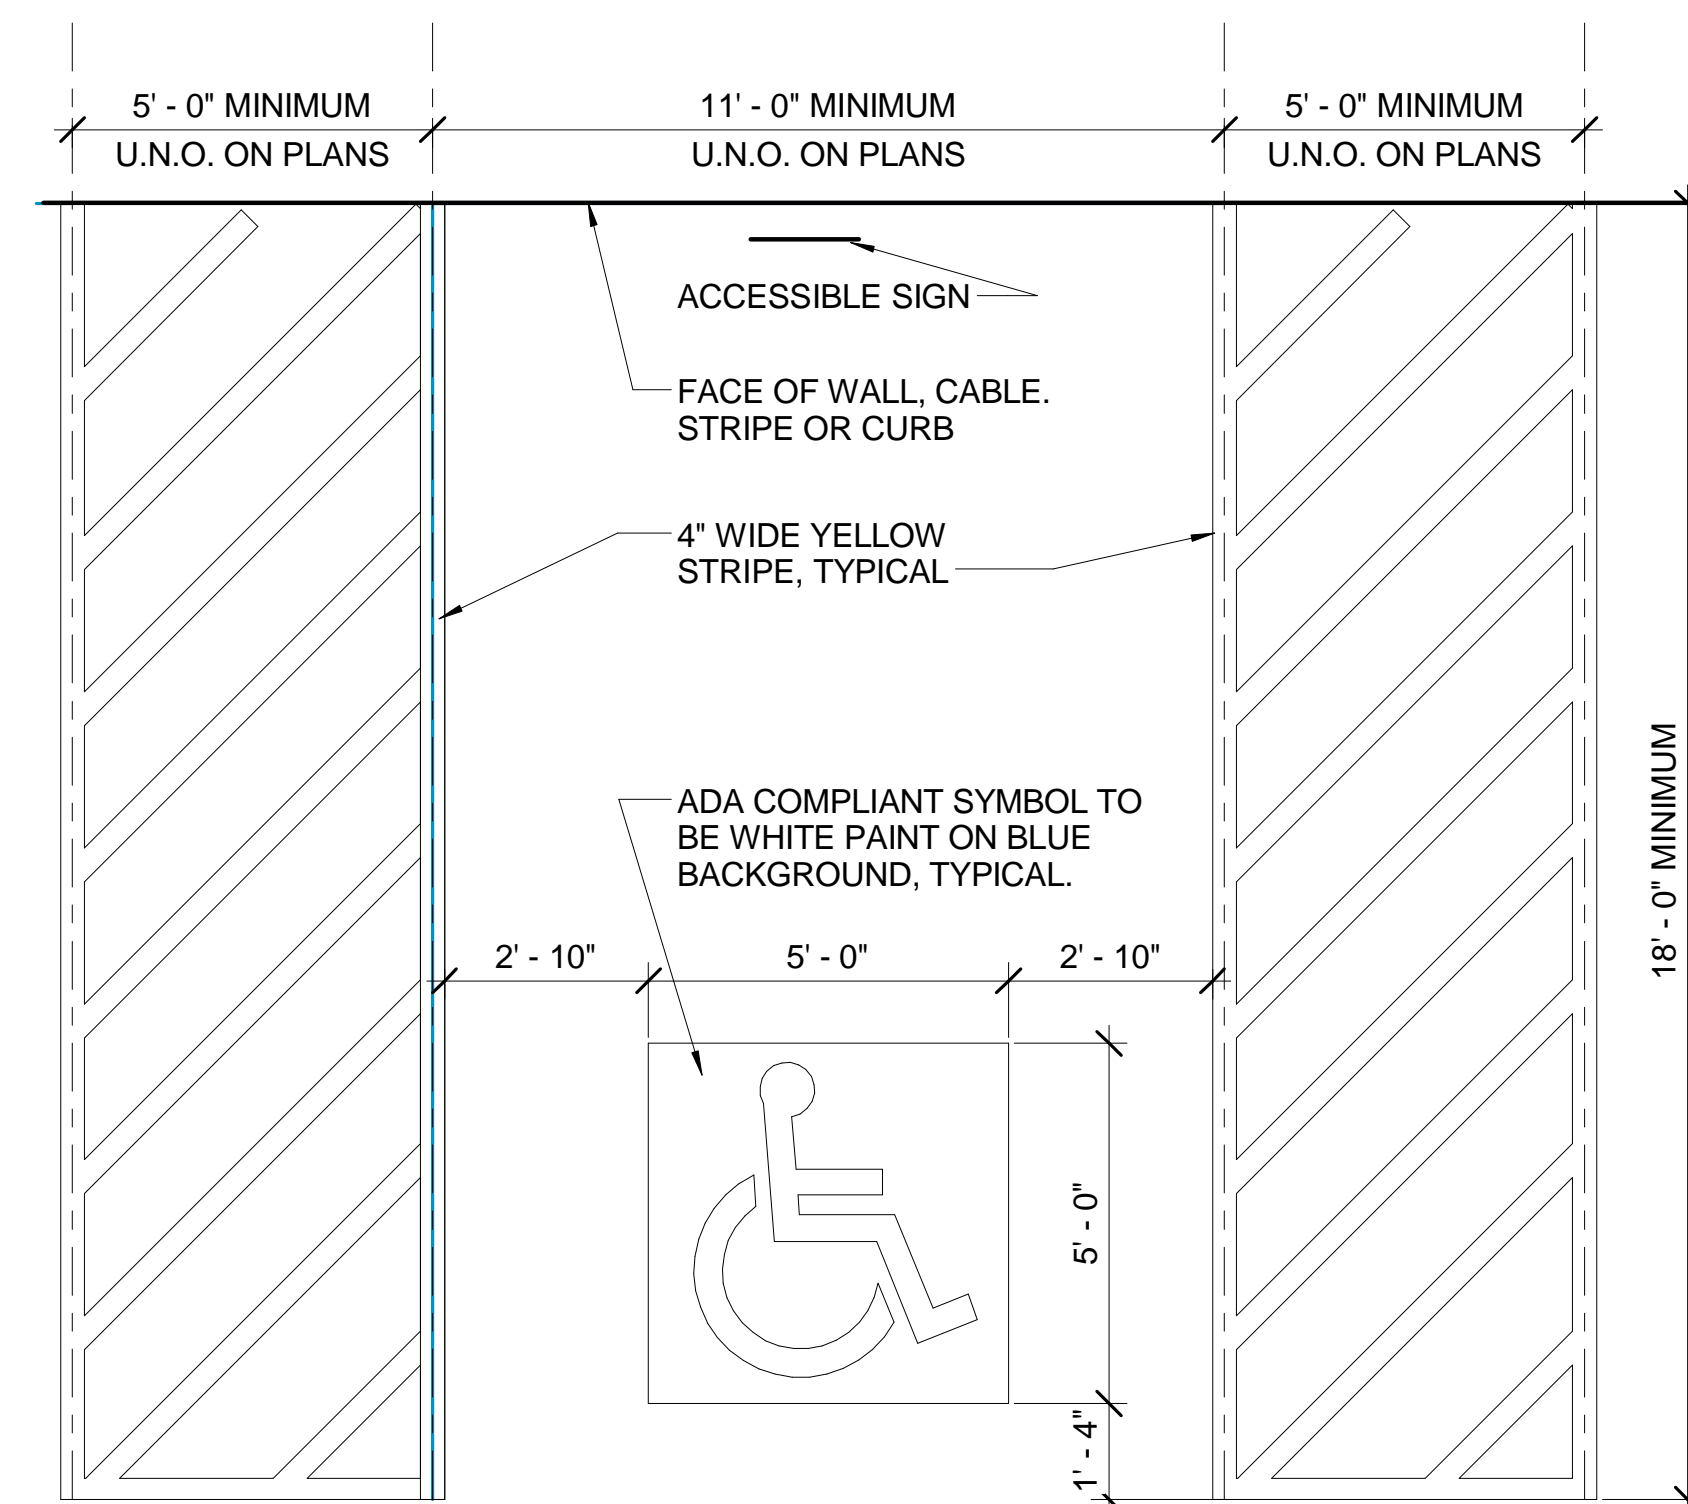 5' - 0" MINIMUM
U.N.O. ON PLANS
11' - 0" MINIMUM
U.N.O. ON PLANS
5' - 0" MINIMUM
U.N.O. ON PLANS
ACCESSIBLE SIGN
FACE OF WALL, CABLE.
STRIPE OR CURB
4" WIDE YELLOW
STRIPE, TYPICAL
18' - 0" MINIMUM
ADA COMPLIANT SYMBOL TO
BE WHITE PAINT ON BLUE
BACKGROUND, TYPICAL.
2' - 10"
5' - 0"
2' - 10"
5' - 0"
1' - 4"